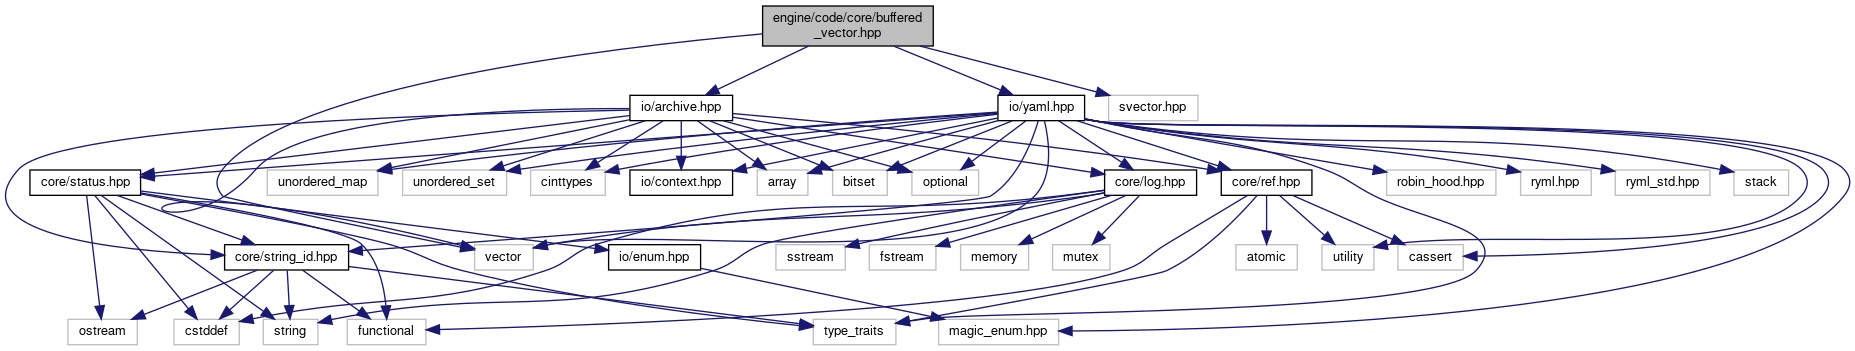 engine/code/core/buffered
_vector.hpp
io/archive.hpp
io/yaml.hpp
svector.hpp
core/status.hpp
unordered_map
unordered_set
cinttypes
io/context.hpp
array
bitset
optional
core/log.hpp
core/ref.hpp
robin_hood.hpp
ryml.hpp
ryml_std.hpp
stack
core/string_id.hpp
vector
io/enum.hpp
sstream
fstream
memory
mutex
atomic
utility
cassert
ostream
cstddef
string
functional
type_traits
magic_enum.hpp